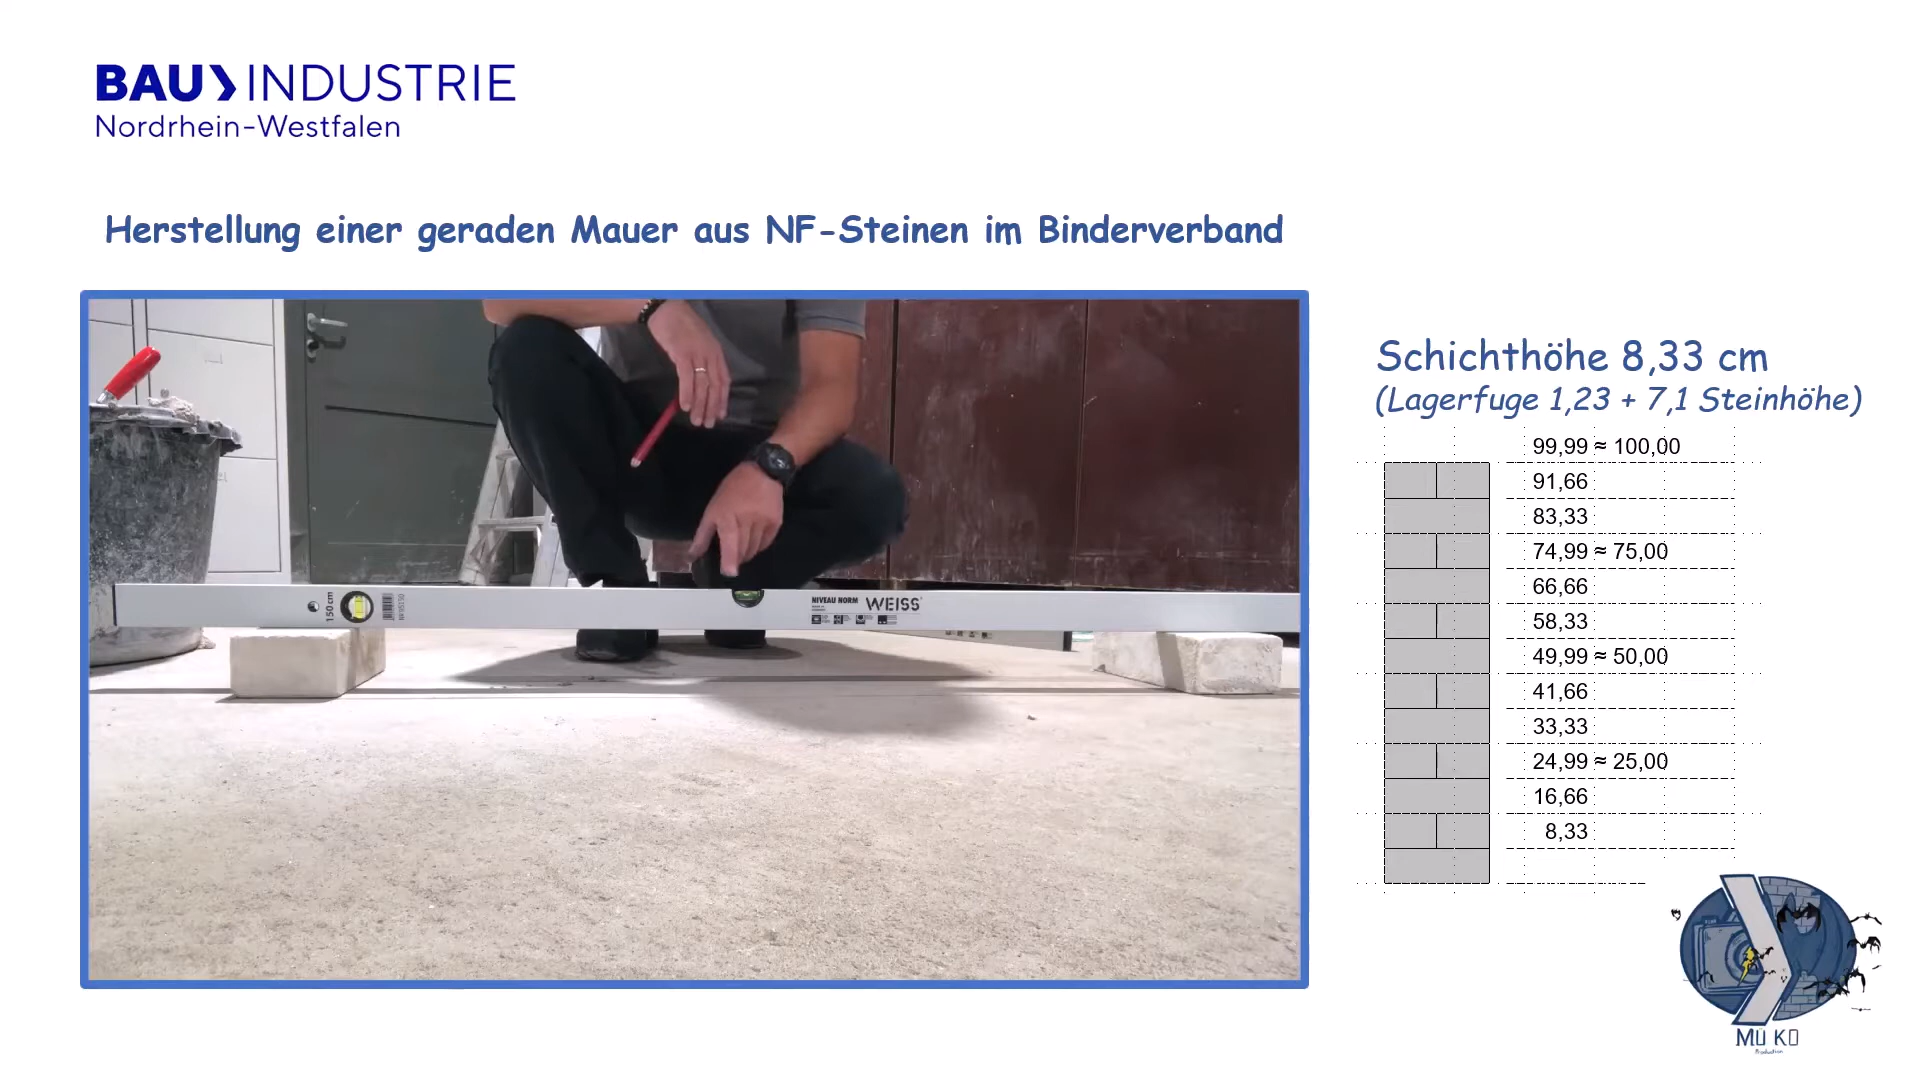 BAU INDUSTRIE
Nordrhein-Westfalen
Herstellung einer geraden Mauer aus NF-Steinen im Binderverband
150 cm
NIVEAU NORM
WEISS
Schichthöhe 8,33 cm
(Lagerfuge 1,23 + 7,1 Steinhöhe)
99,99 ≈ 100,00
91,66
83,33
74,99 ≈ 75,00
66,66
58,33
49,99 ≈ 50,00
41,66
33,33
24,99 ≈ 25,00
16,66
8,33
MÜ KO
Production